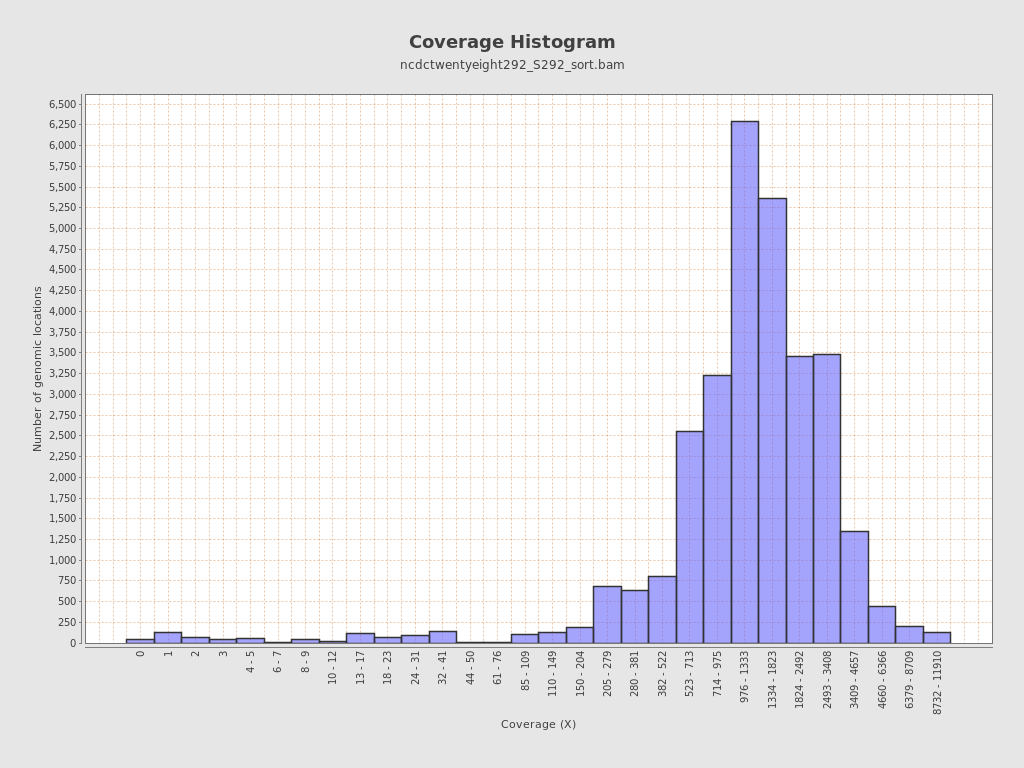 Coverage Histogram
ncdctwentyeight292_S292_sort.bam
Number of genomic locations
6,500
6,250
6,000
5,750
5,500
5,250
5,000
4,750
4,500
4,250
4,000
3,750
3,500
3,250
3,000
2,750
2,500
2,250
2,000
1,750
1,500
1,250
1,000
750
500
250
0
0
1
2
3
4 - 5
6 - 7
8 - 9
10 - 12
13 - 17
18 - 23
24 - 31
32 - 41
44 - 50
61 - 76
85 - 109
110 - 149
150 - 204
205 - 279
280 - 381
382 - 522
523 - 713
714 - 975
976 - 1333
1334 - 1823
1824 - 2492
2493 - 3408
3409 - 4657
4660 - 6366
6379 - 8709
8732 - 11910
Coverage (X)